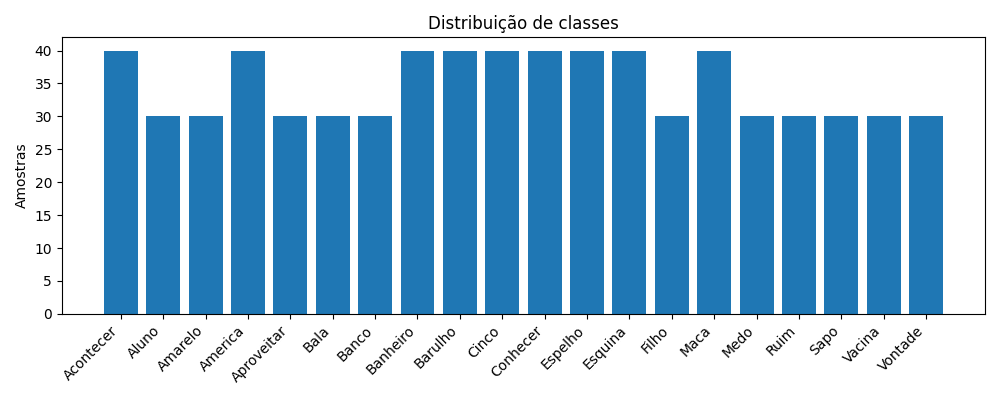 Distribuição de classes
Amostras
40
35
30
25
20
15
10
5
0
Acontecer
Aluno
Amarelo
America
Aproveitar
Bala
Banco
Banheiro
Barulho
Cinco
Conhecer
Espelho
Esquina
Filho
Maca
Medo
Ruim
Sapo
Vacina
Vontade